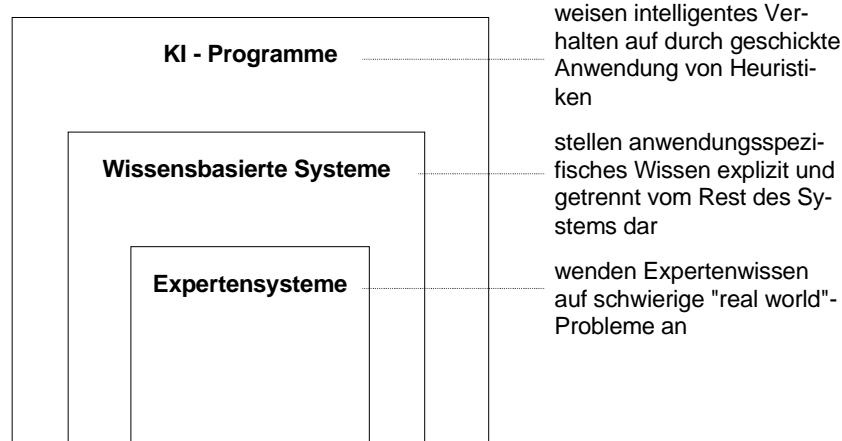 KI - Programme
weisen intelligentes Ver-
halten auf durch geschickte
Anwendung von Heuristi-
ken
Wissensbasierte Systeme
stellen anwendungsspezi-
fisches Wissen explizit und
getrennt vom Rest des Sy-
stems dar
Expertensysteme
wenden Expertenwissen
auf schwierige "real world"-
Probleme an